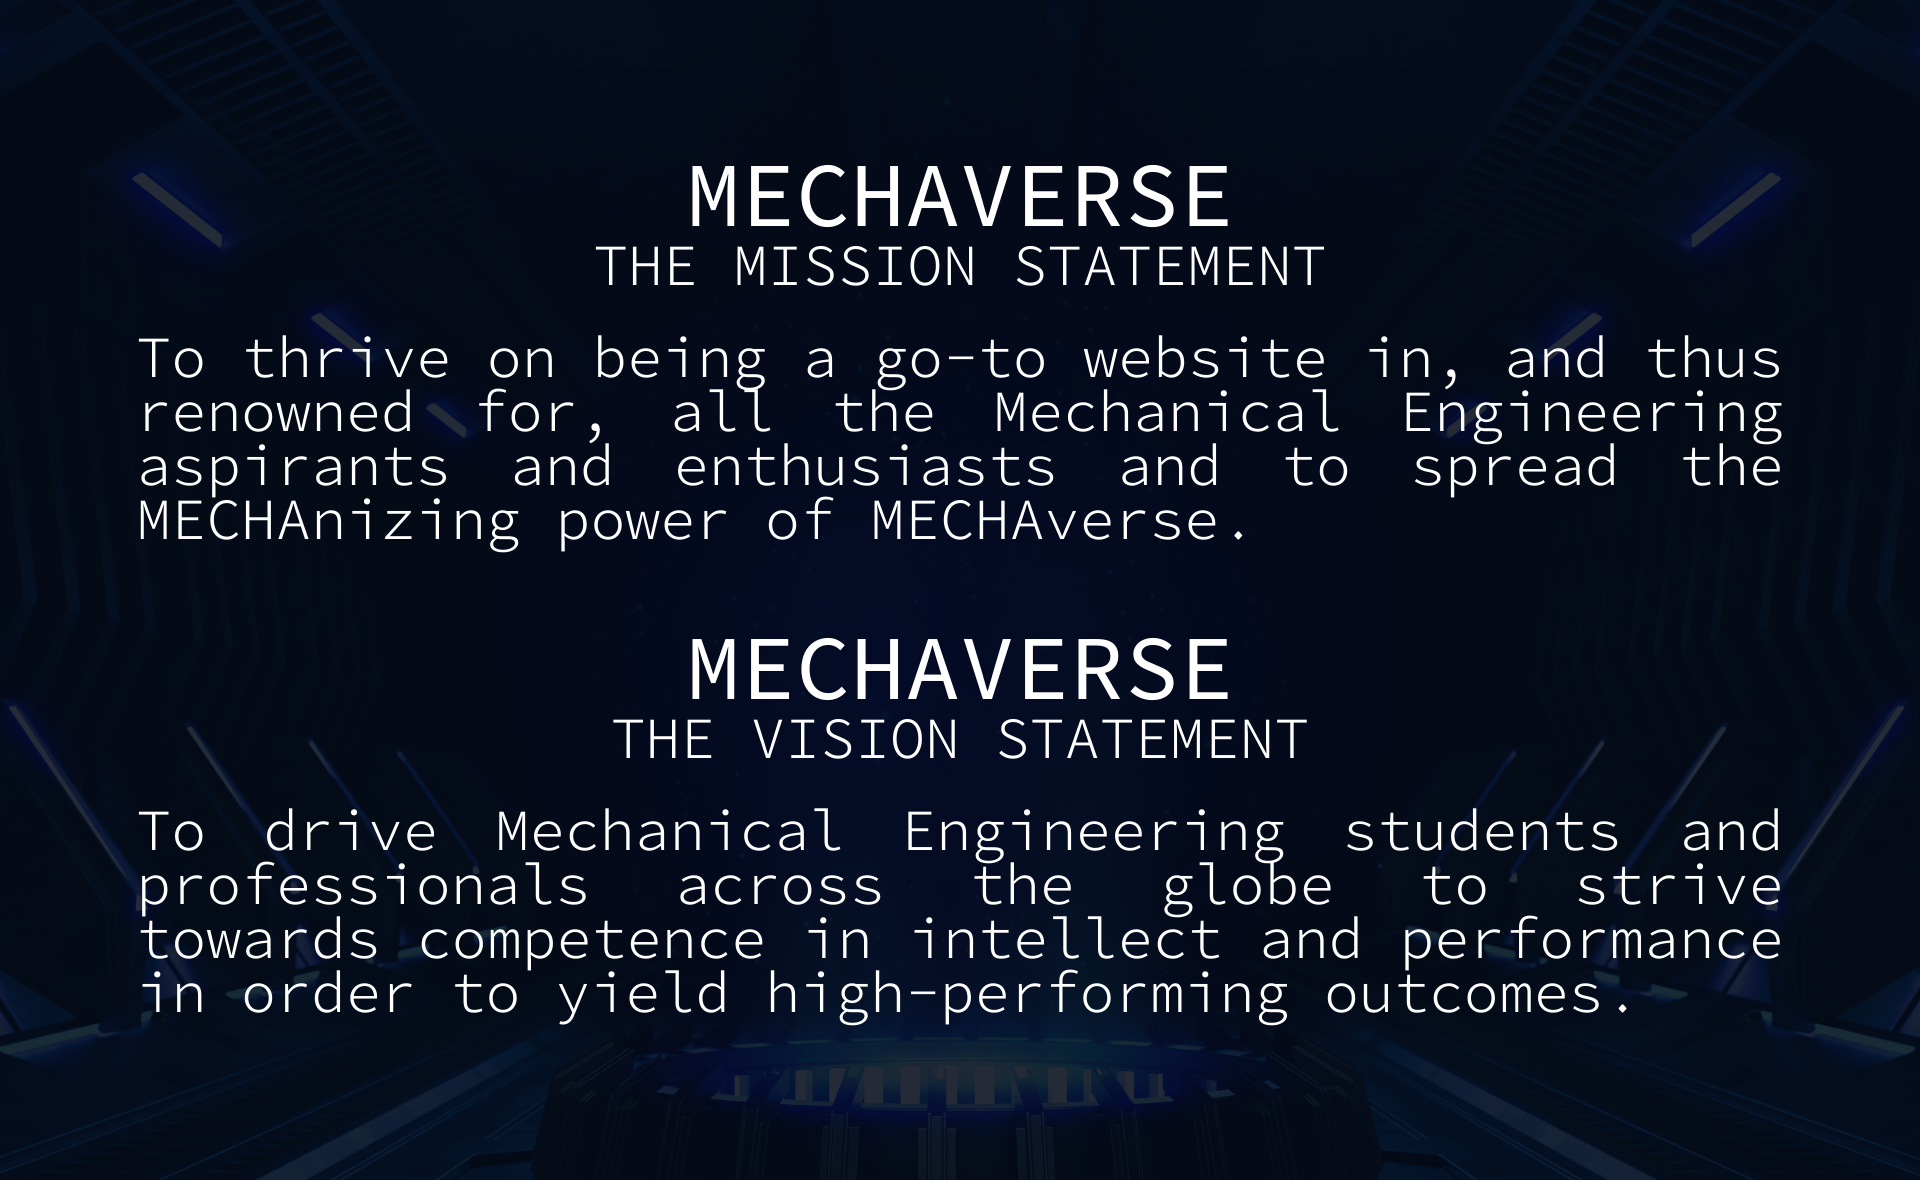 MECHAVERSE
THE MISSION STATEMENT
To thrive on being a go-to website in, and thus
renowned for, all the Mechanical Engineering
aspirants and enthusiasts and to spread the
MECHAnizing power of MECHAverse.
MECHAVERSE
THE VISION STATEMENT
To drive Mechanical Engineering students and
professionals across the globe to strive
towards competence in intellect and performance
in order to yield high-performing outcomes.